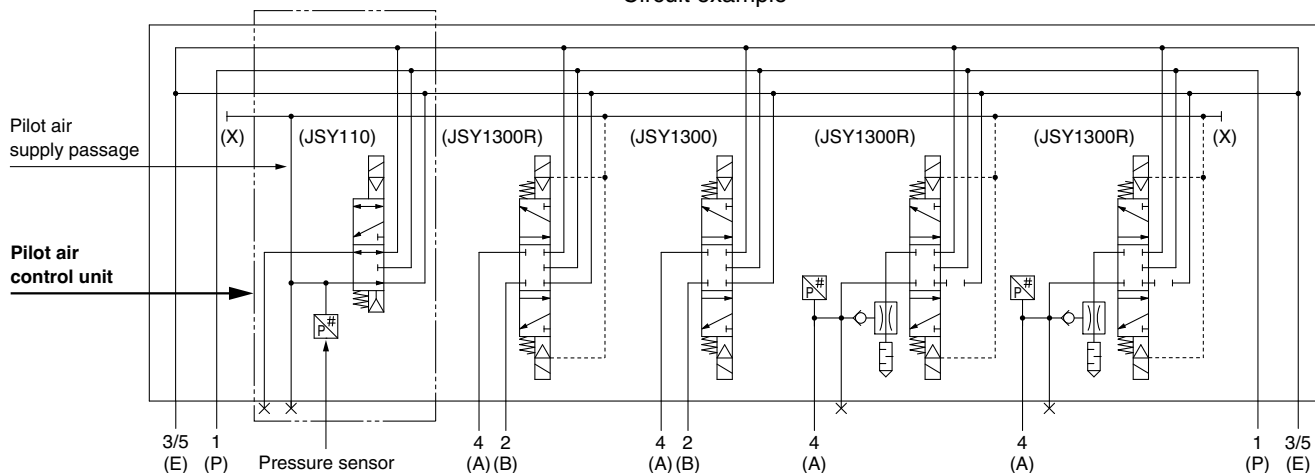 Circuit example
Pilot air
supply passage
(X)
(JSY110)
(JSY1300R)
(JSY1300)
(JSY1300R)
(JSY1300R)
(X)
Pilot air
control unit
P #
P #
P #
3/5
(E)
1
(P)
Pressure sensor
4
(A)
2
(B)
4
(A)
2
(B)
4
(A)
4
(A)
1
(P)
3/5
(E)